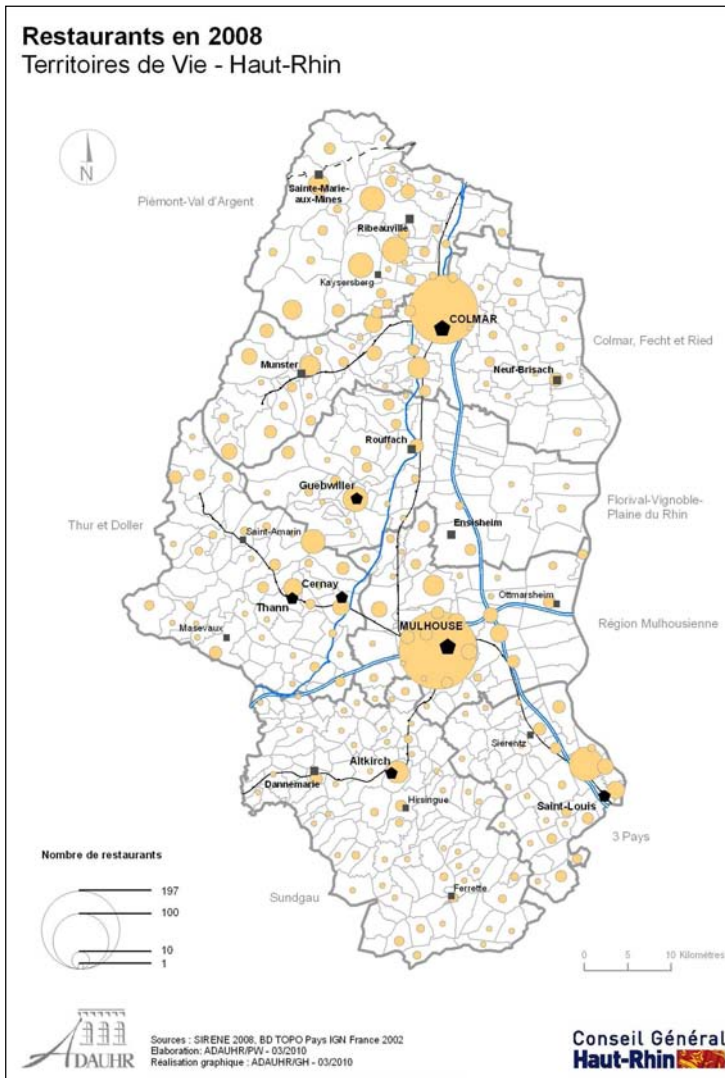 Restaurants en 2008
Territoires de Vie - Haut-Rhin
N
Sainte-Marie-
aux-Mines
Piémont-Val d'Argent
Ribeauville
Kaysersberg
COLMAR
Colmar, Fecht et Ried
Munster
Neuf-Brisach
Rouffach
Guebwiller
Florival-Vignoble-
Plaine du Rhin
Thur et Doller
Saint-Amarin
Ensisheim
Cernay
Ottmarsheim
Thann
Région Mulhousienne
MULHOUSE
Masevaux
Sierentz
Altkirch
Dannemarie
Hirsingue
Saint-Louis
3 Pays
Nombre de restaurants
197
100
10
1
Sundgau
Ferrette
0 5 10 Kilomètres
ADAUHR
Sources : SIRENE 2008, BD TOPO Pays IGN France 2002
Elaboration: ADAUHR/PW - 03/2010
Réalisation graphique : ADAUHR/GH - 03/2010
Conseil Général
Haut-Rhin